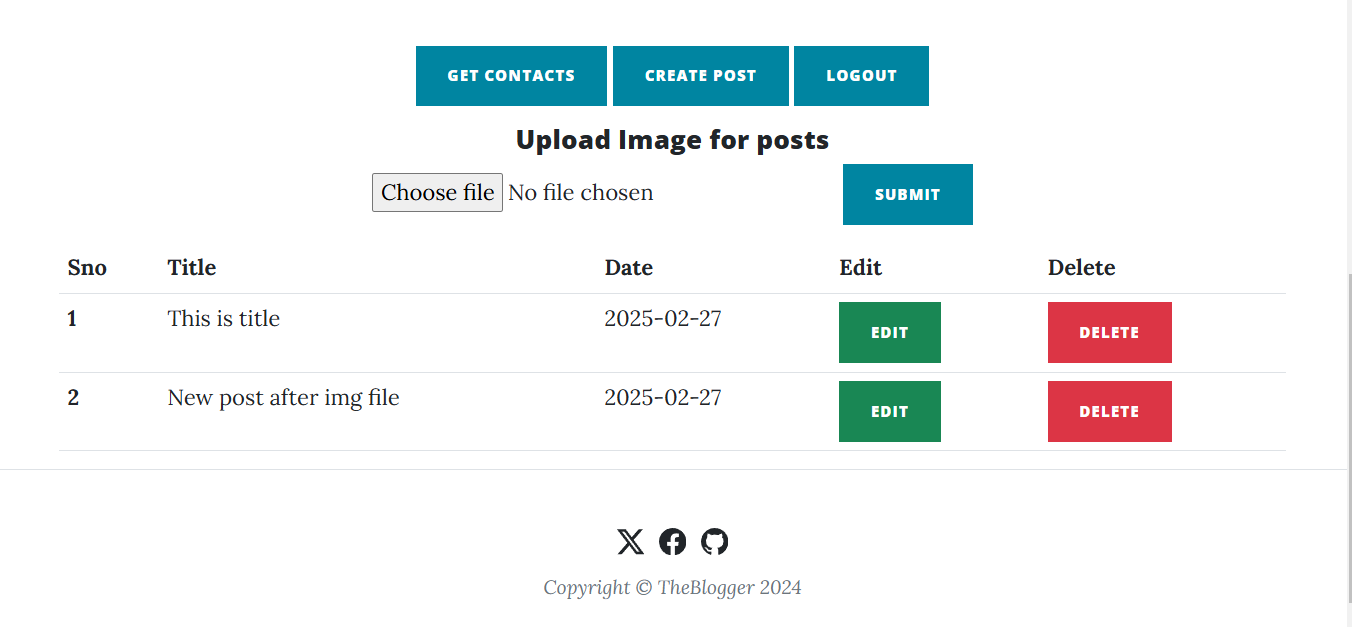 GET CONTACTS CREATE POST LOGOUT
Upload Image for posts
Choose file No file chosen SUBMIT
Sno Title Date Edit Delete
1 This is title 2025-02-27 EDIT DELETE
2 New post after img file 2025-02-27 EDIT DELETE
Copyright © TheBlogger 2024